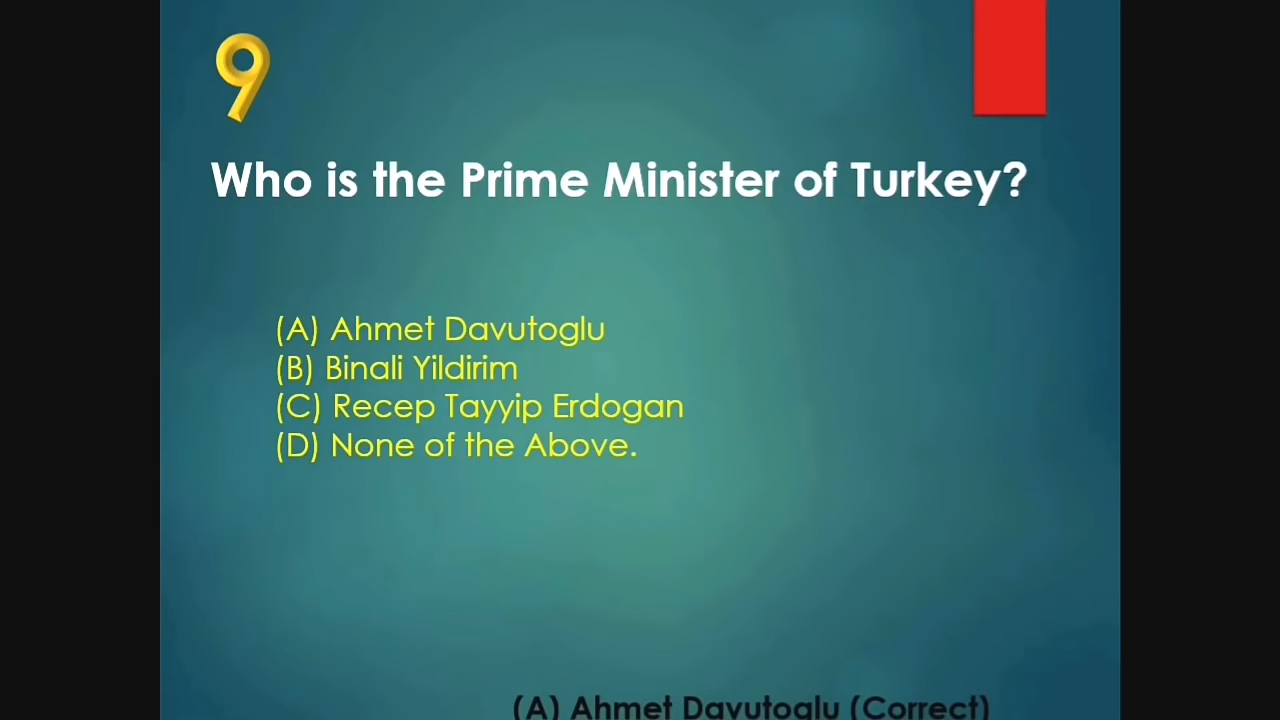 9
Who is the Prime Minister of Turkey?
(A) Ahmet Davutoglu
(B) Binali Yildirim
(C) Recep Tayyip Erdogan
(D) None of the Above.
(A) Ahmet Davutoglu (Correct)